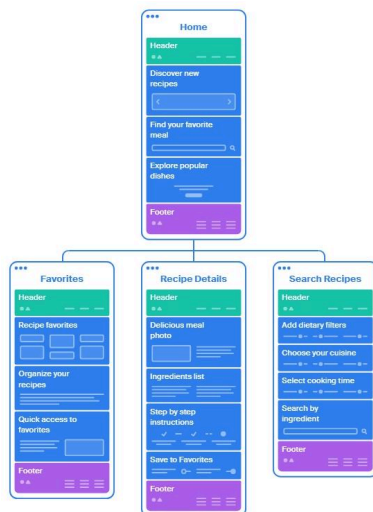 Home
Header
Discover new
recipes
Find your favorite
meal
Explore popular
dishes
Footer
Favorites
Header
Recipe favorites
Organize your
recipes
Quick access to
favorites
Footer
Recipe Details
Header
Delicious meal
photo
Ingredients list
Step by step
instructions
Save to Favorites
Footer
Search Recipes
Header
Add dietary filters
Choose your cuisine
Select cooking time
Search by
ingredient
Footer